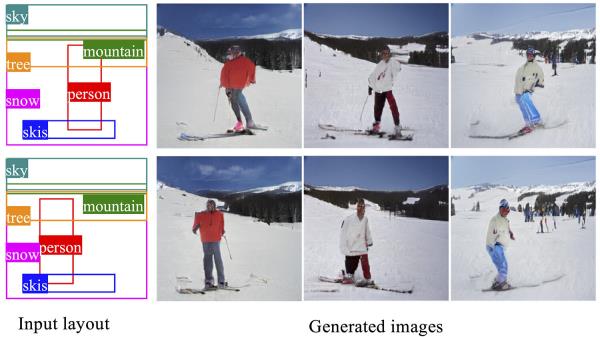 sky
mountain
tree
person
snow
skis
sky
mountain
tree
person
snow
skis
Input layout
Generated images